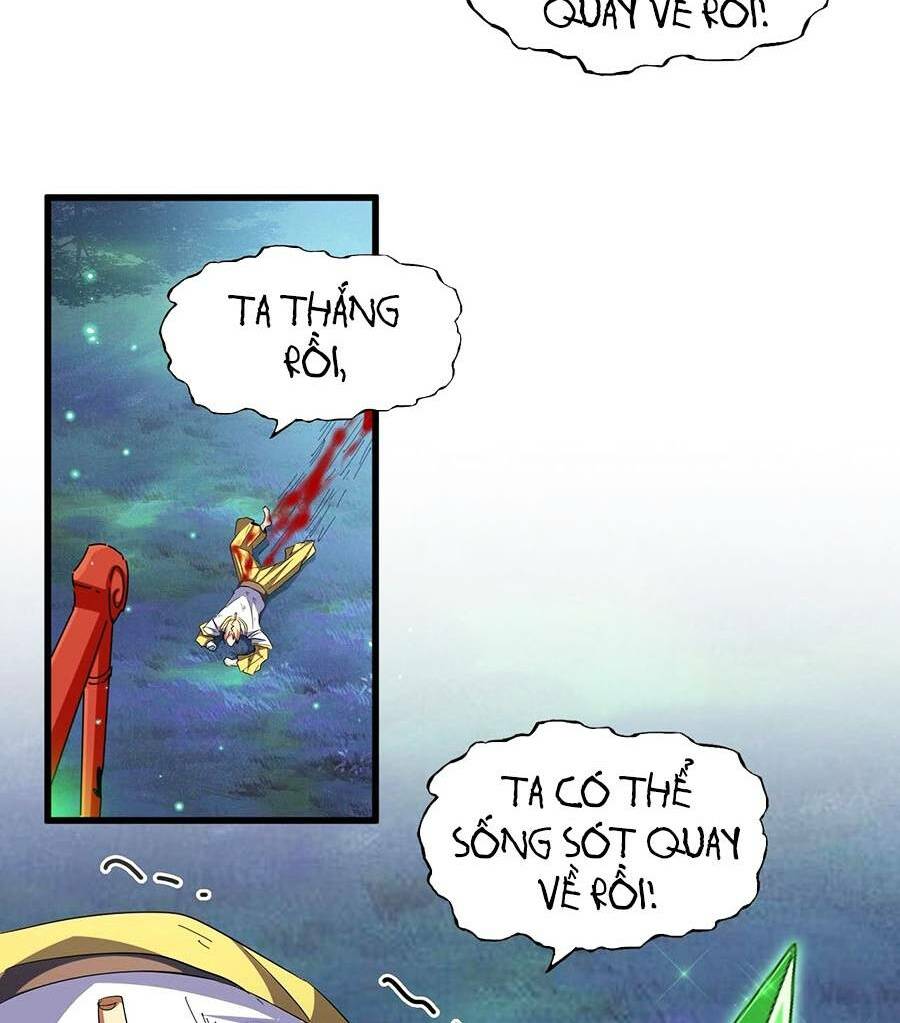 QUAY VỀ RỒI!
TA THẮNG
RỒI,
TA CÓ THỂ
SỐNG SÓT QUAY
VỀ RỒI!